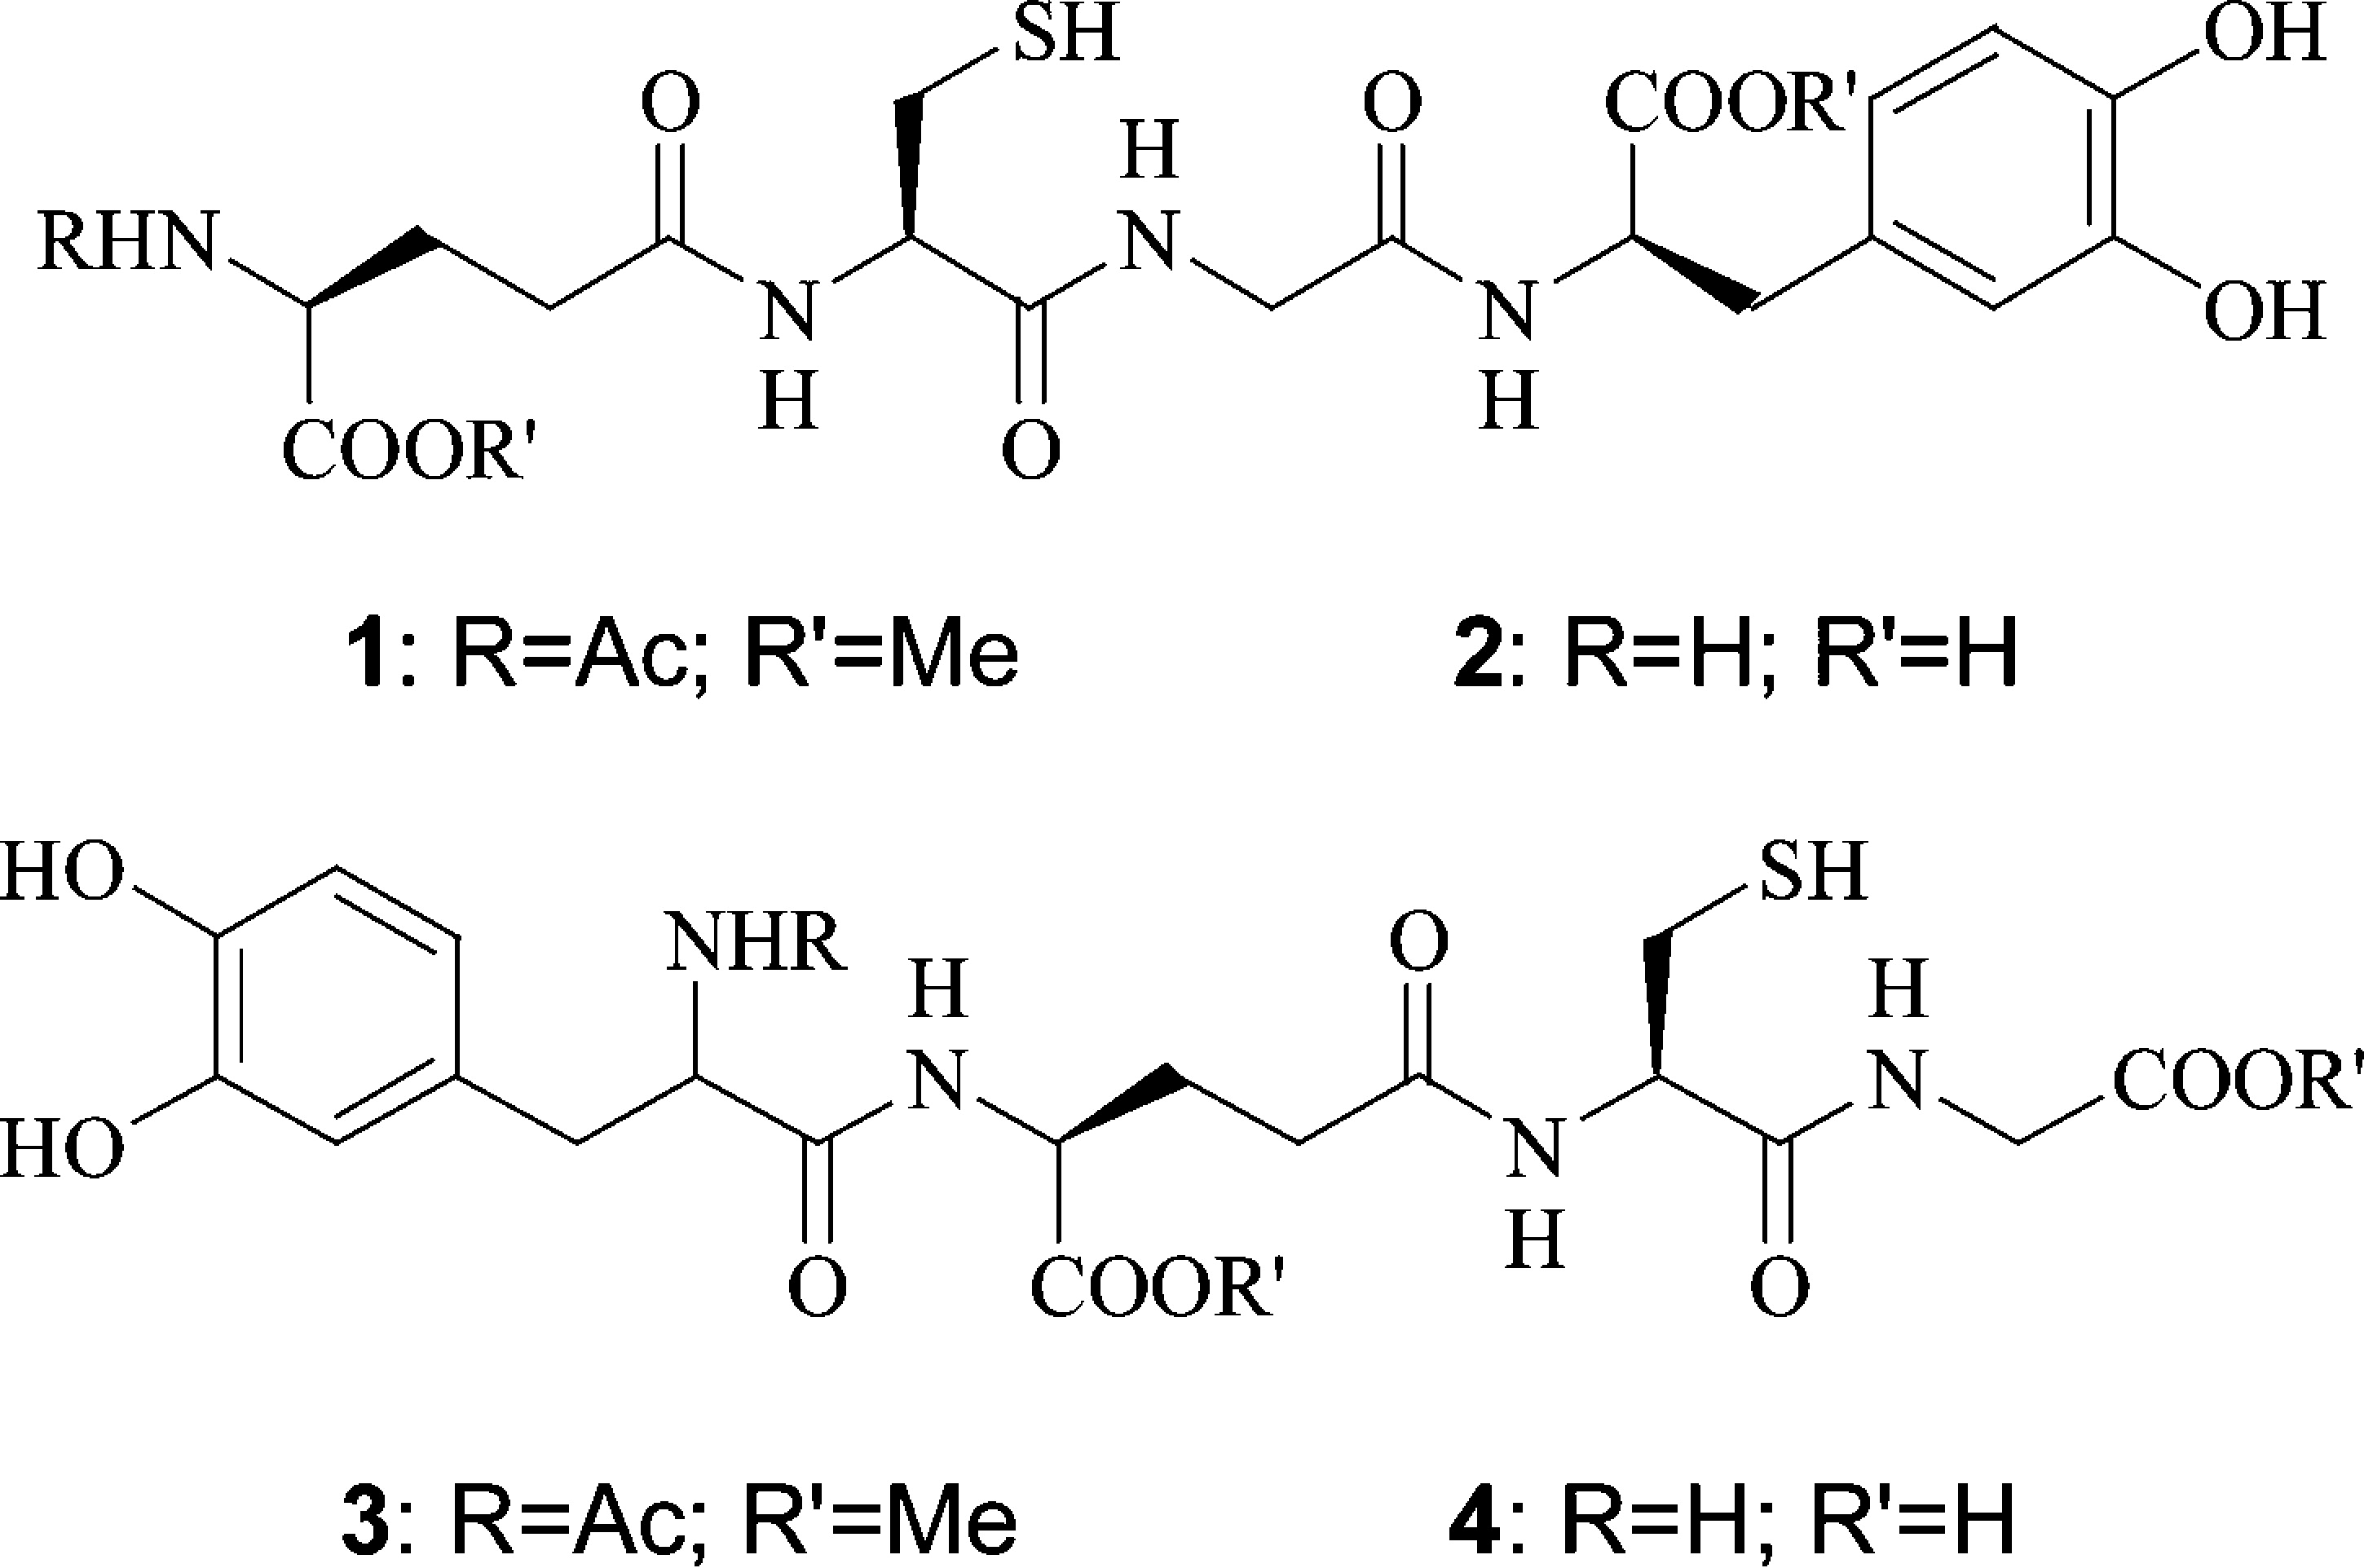 SH
OH
O
O
COOR'
H
RHN
N
N
N
OH
H
H
COOR'
O
1: R=Ac; R'=Me
2: R=H; R'=H
HO
SH
NHR
O
H
H
N
N
COOR'
HO
N
H
O
COOR'
O
3: R=Ac; R'=Me
4: R=H; R'=H